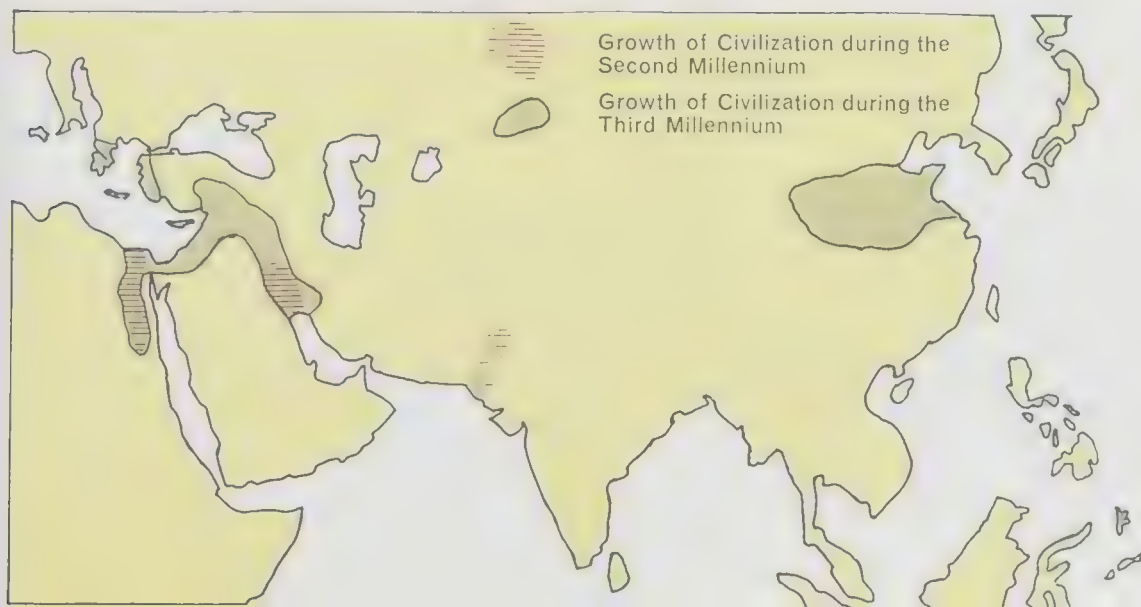 Growth of Civilization during the
Second Millennium
Growth of Civilization during the
Third Millennium